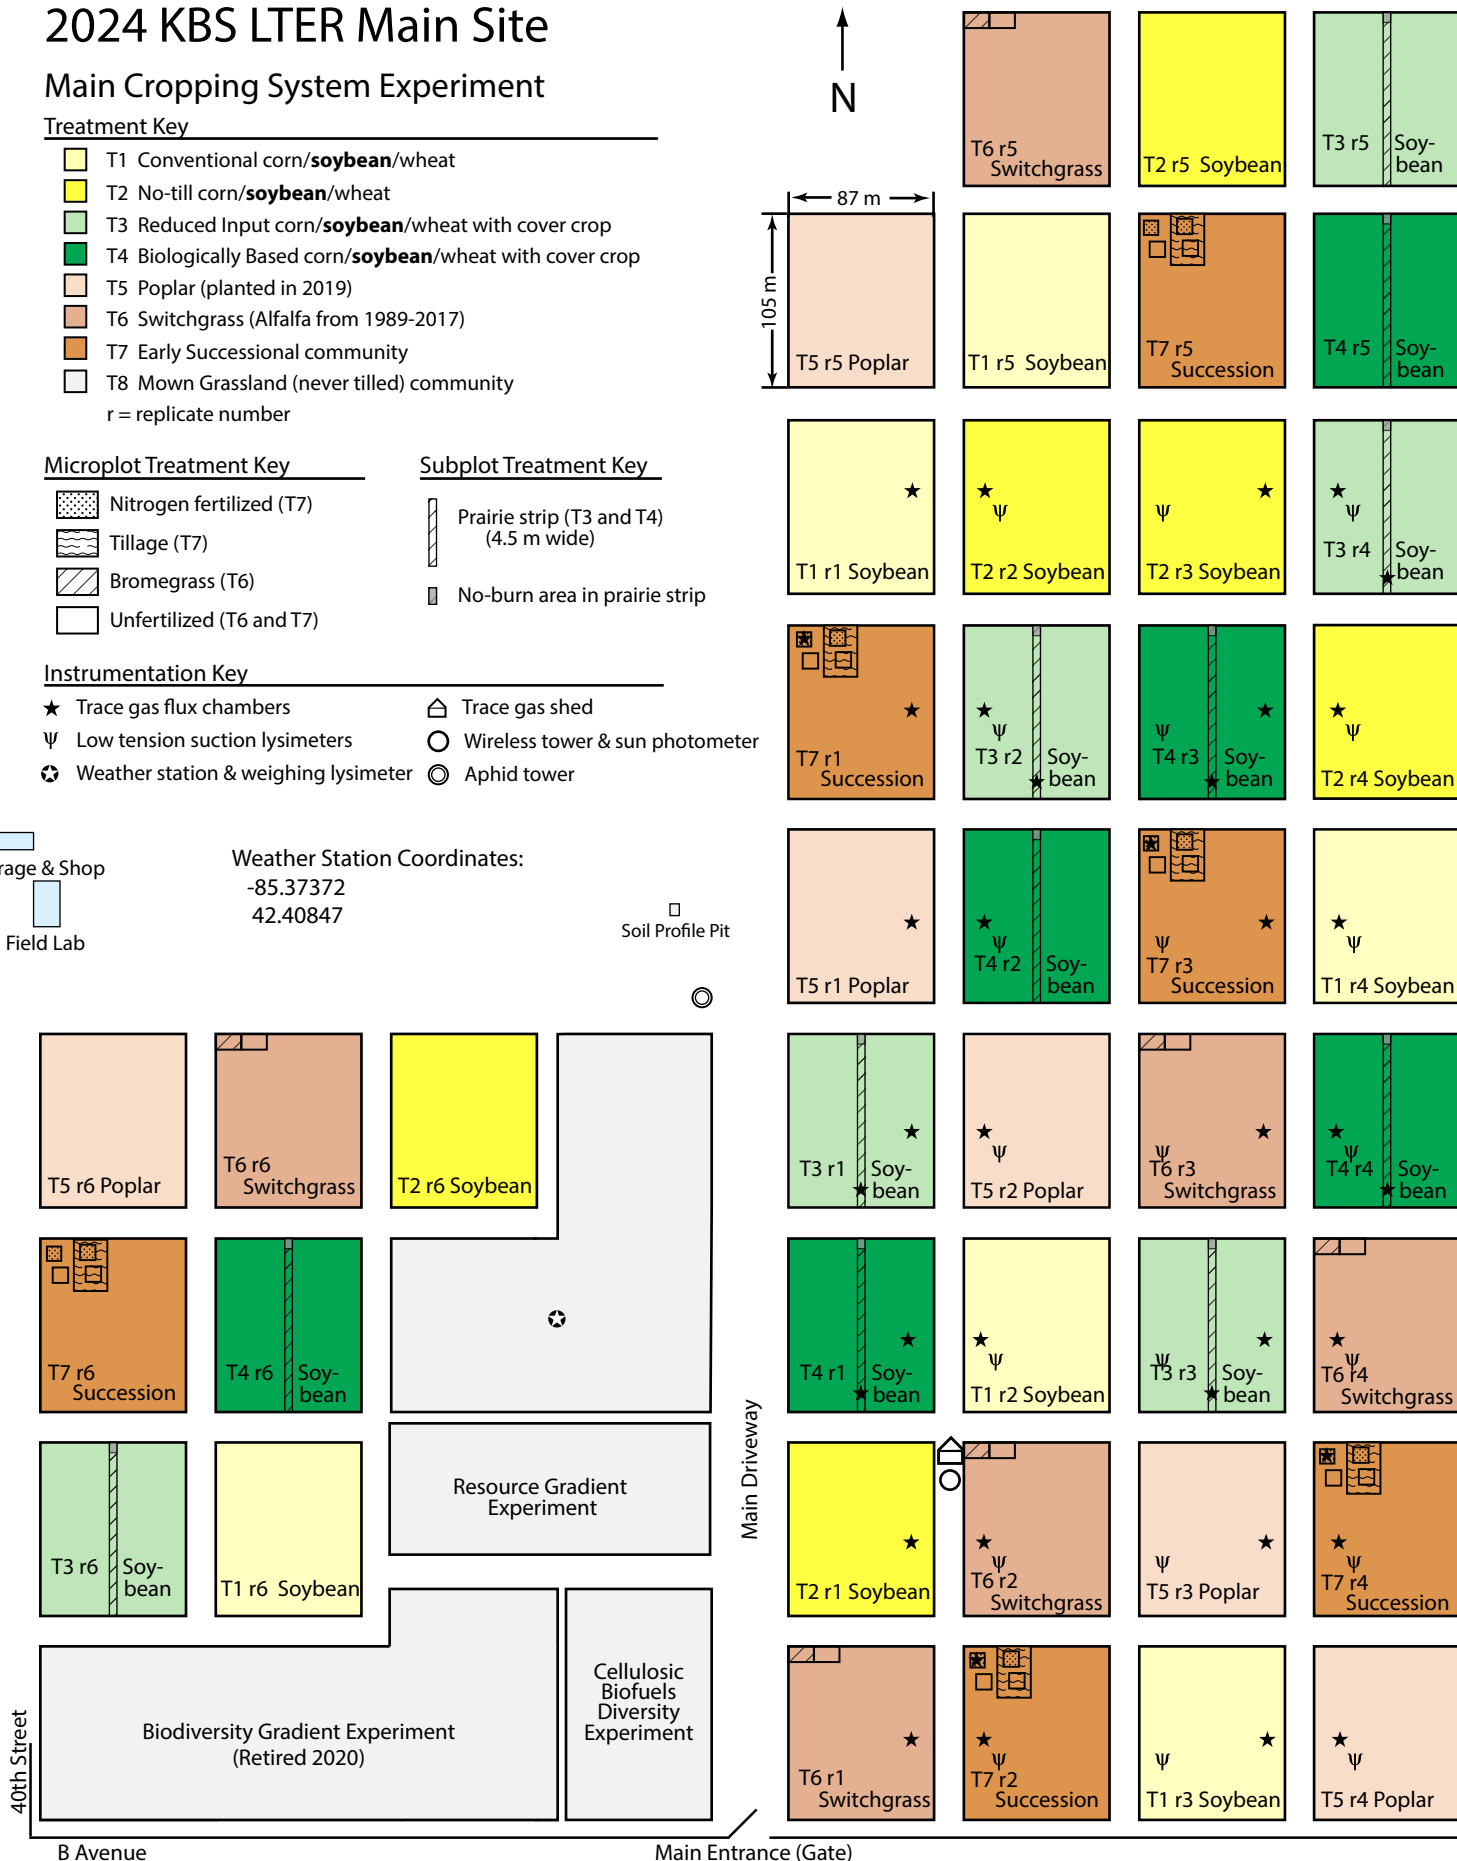 2024 KBS LTER Main Site
Main Cropping System Experiment
Treatment Key
T1 Conventional corn/soybean/wheat
T2 No-till corn/soybean/wheat
T3 Reduced Input corn/soybean/wheat with cover crop
T4 Biologically Based corn/soybean/wheat with cover crop
T5 Poplar (planted in 2019)
T6 Switchgrass (Alfalfa from 1989-2017)
T7 Early Successional community
T8 Mown Grassland (never tilled) community
r = replicate number
Microplot Treatment Key
Nitrogen fertilized (T7)
Tillage (T7)
Bromegrass (T6)
Unfertilized (T6 and T7)
Subplot Treatment Key
Prairie strip (T3 and T4)
(4.5 m wide)
No-burn area in prairie strip
Instrumentation Key
Trace gas flux chambers
Low tension suction lysimeters
Weather station & weighing lysimeter
Trace gas shed
Wireless tower & sun photometer
Aphid tower
rage & Shop
Field Lab
Weather Station Coordinates:
-85.37372
42.40847
Soil Profile Pit
N
T6 r5
Switchgrass
T2 r5 Soybean
T3 r5 Soy-
bean
87 m
105 m
T5 r5 Poplar
T1 r5 Soybean
T7 r5
Succession
T4 r5 Soy-
bean
T1 r1 Soybean
T2 r2 Soybean
T2 r3 Soybean
T3 r4 Soy-
bean
T7 r1
Succession
T3 r2 Soy-
bean
T4 r3 Soy-
bean
T2 r4 Soybean
T5 r1 Poplar
T4 r2 Soy-
bean
T7 r3
Succession
T1 r4 Soybean
T5 r6 Poplar
T6 r6
Switchgrass
T2 r6 Soybean
T3 r1 Soy-
bean
T5 r2 Poplar
T6 r3
Switchgrass
T4 r4 Soy-
bean
T7 r6
Succession
T4 r6 Soy-
bean
T4 r1 Soy-
bean
T1 r2 Soybean
T3 r3 Soy-
bean
T6 r4
Switchgrass
T3 r6 Soy-
bean
T1 r6 Soybean
Resource Gradient
Experiment
Main Driveway
T2 r1 Soybean
T6 r2
Switchgrass
T5 r3 Poplar
T7 r4
Succession
Biodiversity Gradient Experiment
(Retired 2020)
Cellulosic
Biofuels
Diversity
Experiment
T6 r1
Switchgrass
T7 r2
Succession
T1 r3 Soybean
T5 r4 Poplar
40th Street
B Avenue
Main Entrance (Gate)